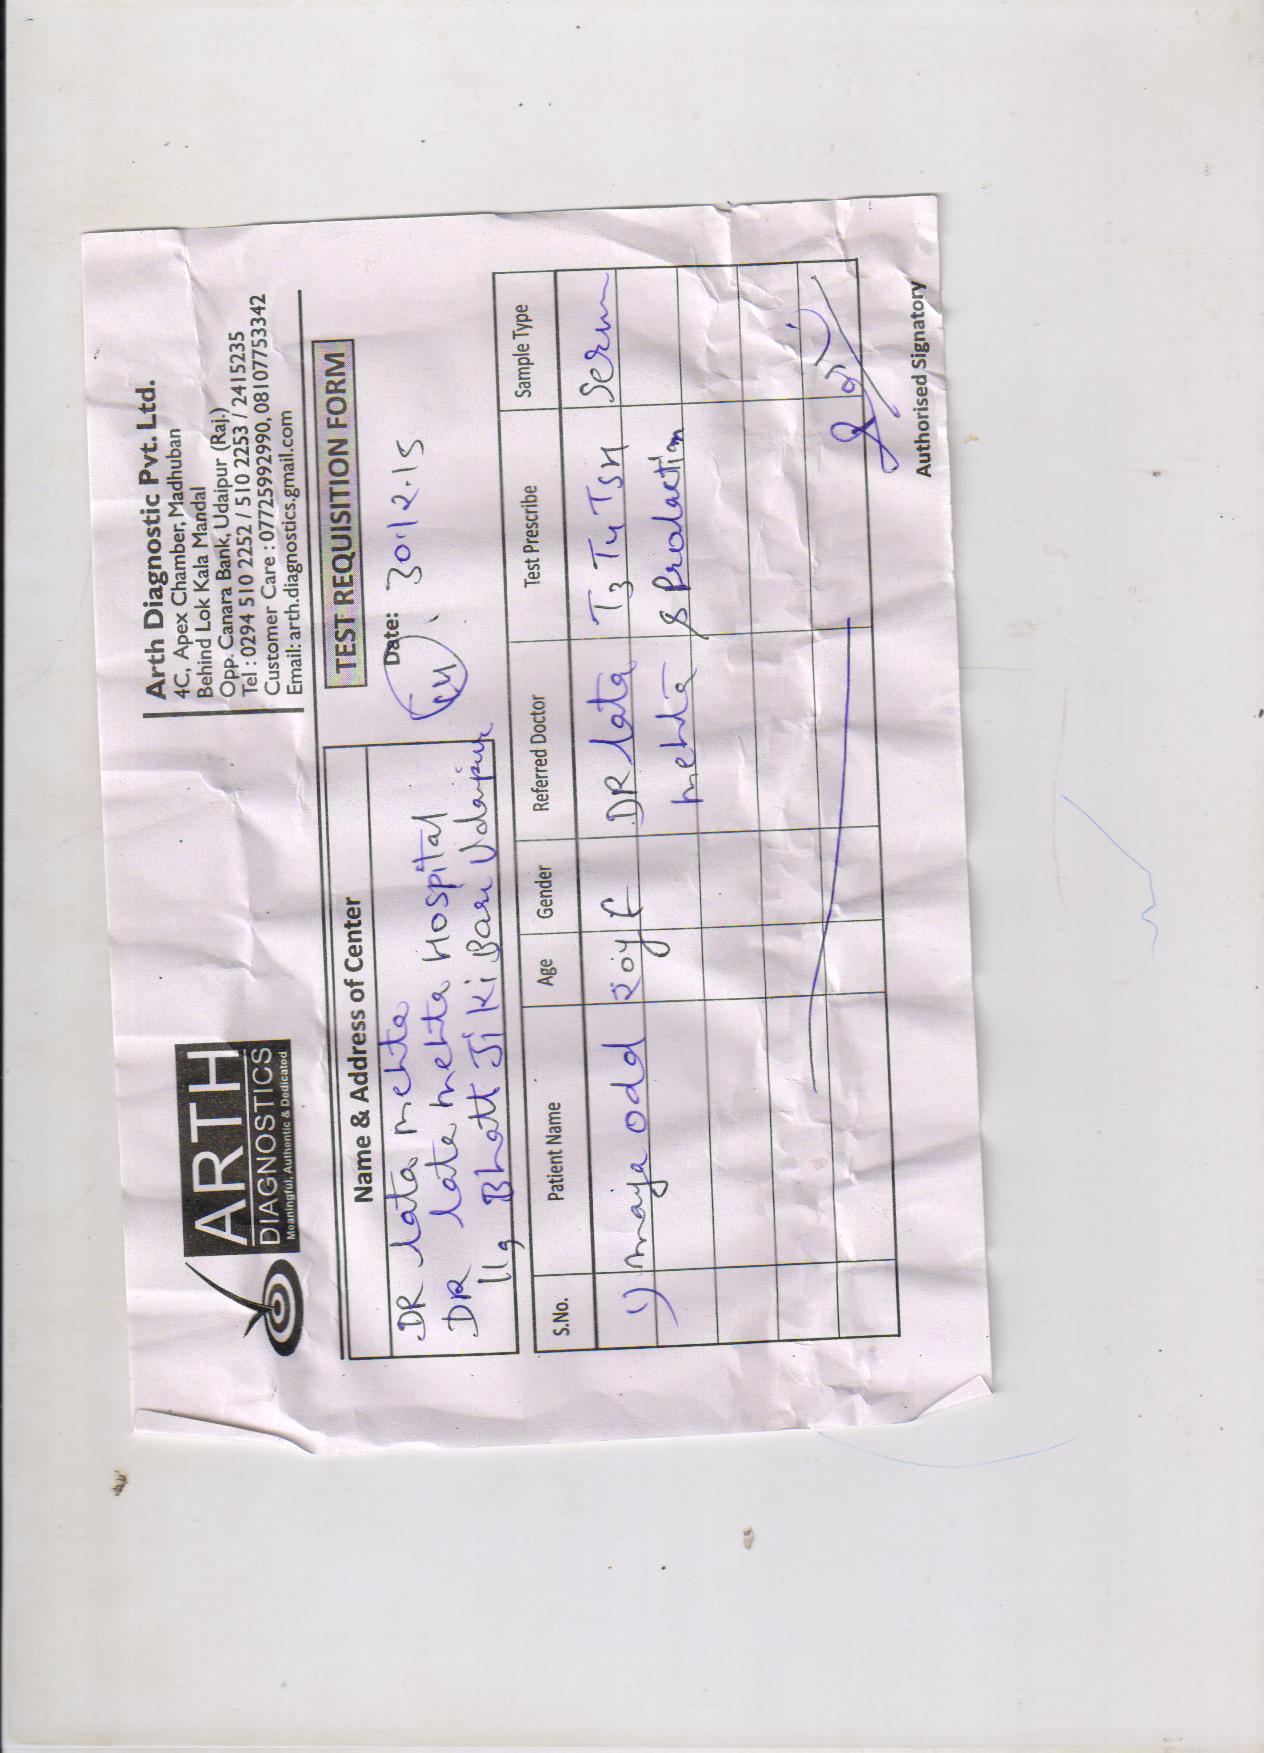 ARTH
DIAGNOSTICS
Meaningful, Authentic & Dedicated
Arth Diagnostic Pvt. Ltd.
4C, Apex Chamber, Madhuban
Behind Lok Kala Mandal
Opp. Canara Bank, Udaipur (Raj.)
Tel : 0294 510 2252 / 510 2253 / 2415235
Customer Care : 07725992990, 08107753342
Email: arth.diagnostics.gmail.com
TEST REQUISITION FORM
Name & Address of Center
Date: 30.12.15
DR lata mehta
DR lata mehta Hospital
11g Bhatt Ji Ki Bari Udaipur
S.No. Patient Name Age Gender Referred Doctor Test Prescribe Sample Type
1) maya odd 20y f DR lata T3 T4 TSH Serum
mehta & Prolactin
Authorised Signatory